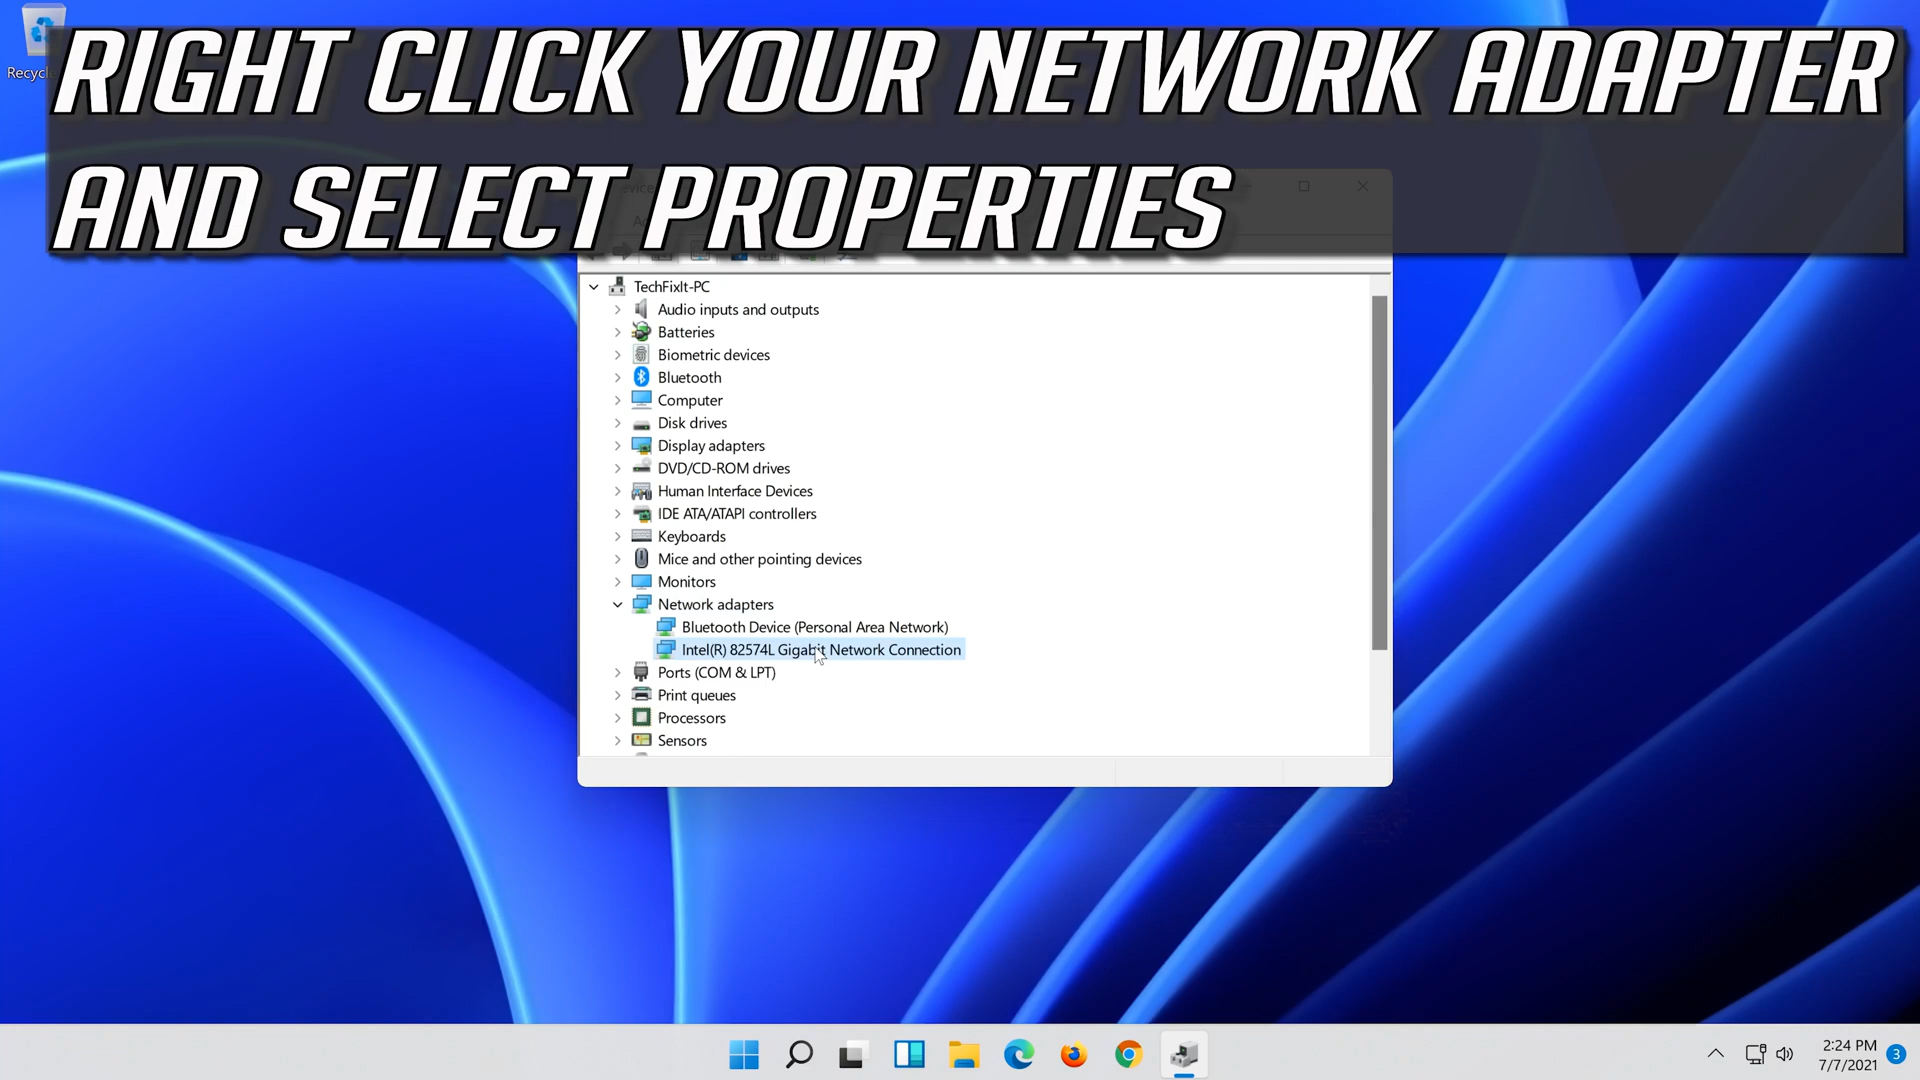 Recyc
RIGHT CLICK YOUR NETWORK ADAPTER
AND SELECT PROPERTIES
TechFixIt-PC
Audio inputs and outputs
Batteries
Biometric devices
Bluetooth
Computer
Disk drives
Display adapters
DVD/CD-ROM drives
Human Interface Devices
IDE ATA/ATAPI controllers
Keyboards
Mice and other pointing devices
Monitors
Network adapters
Bluetooth Device (Personal Area Network)
Intel(R) 82574L Gigabit Network Connection
Ports (COM & LPT)
Print queues
Processors
Sensors
2:24 PM
7/7/2021
3